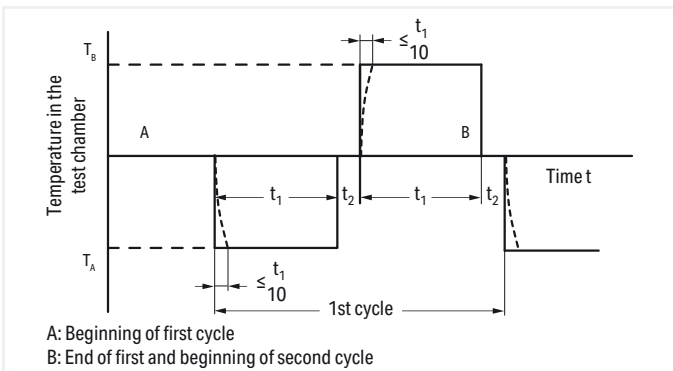 Temperature in the
test chamber
T_B
T_A
A
B
≤ t₁/10
t₁
t₂
t₁
t₂
Time t
≤ t₁/10
1st cycle
A: Beginning of first cycle
B: End of first and beginning of second cycle